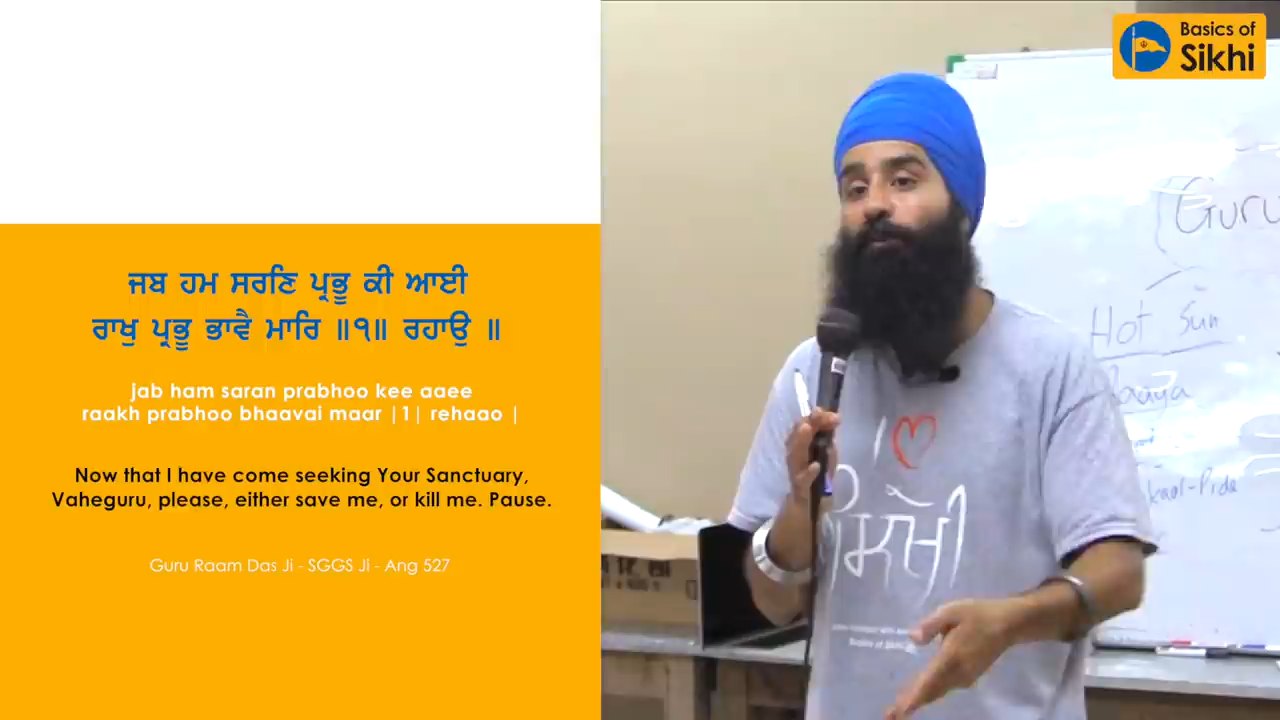 ਜਬ ਹਮ ਸਰਣਿ ਪ੍ਰਭੂ ਕੀ ਆਈ
ਰਾਖੁ ਪ੍ਰਭੂ ਭਾਵੈ ਮਾਰਿ ॥੧॥ ਰਹਾਉ ॥
jab ham saran prabhoo kee aaee
raakh prabhoo bhaavai maar |1| rehaao |
Now that I have come seeking Your Sanctuary,
Vaheguru, please, either save me, or kill me. Pause.
Guru Raam Das Ji - SGGS Ji - Ang 527
Basics of
Sikhi
Guru
Hot Sun
I